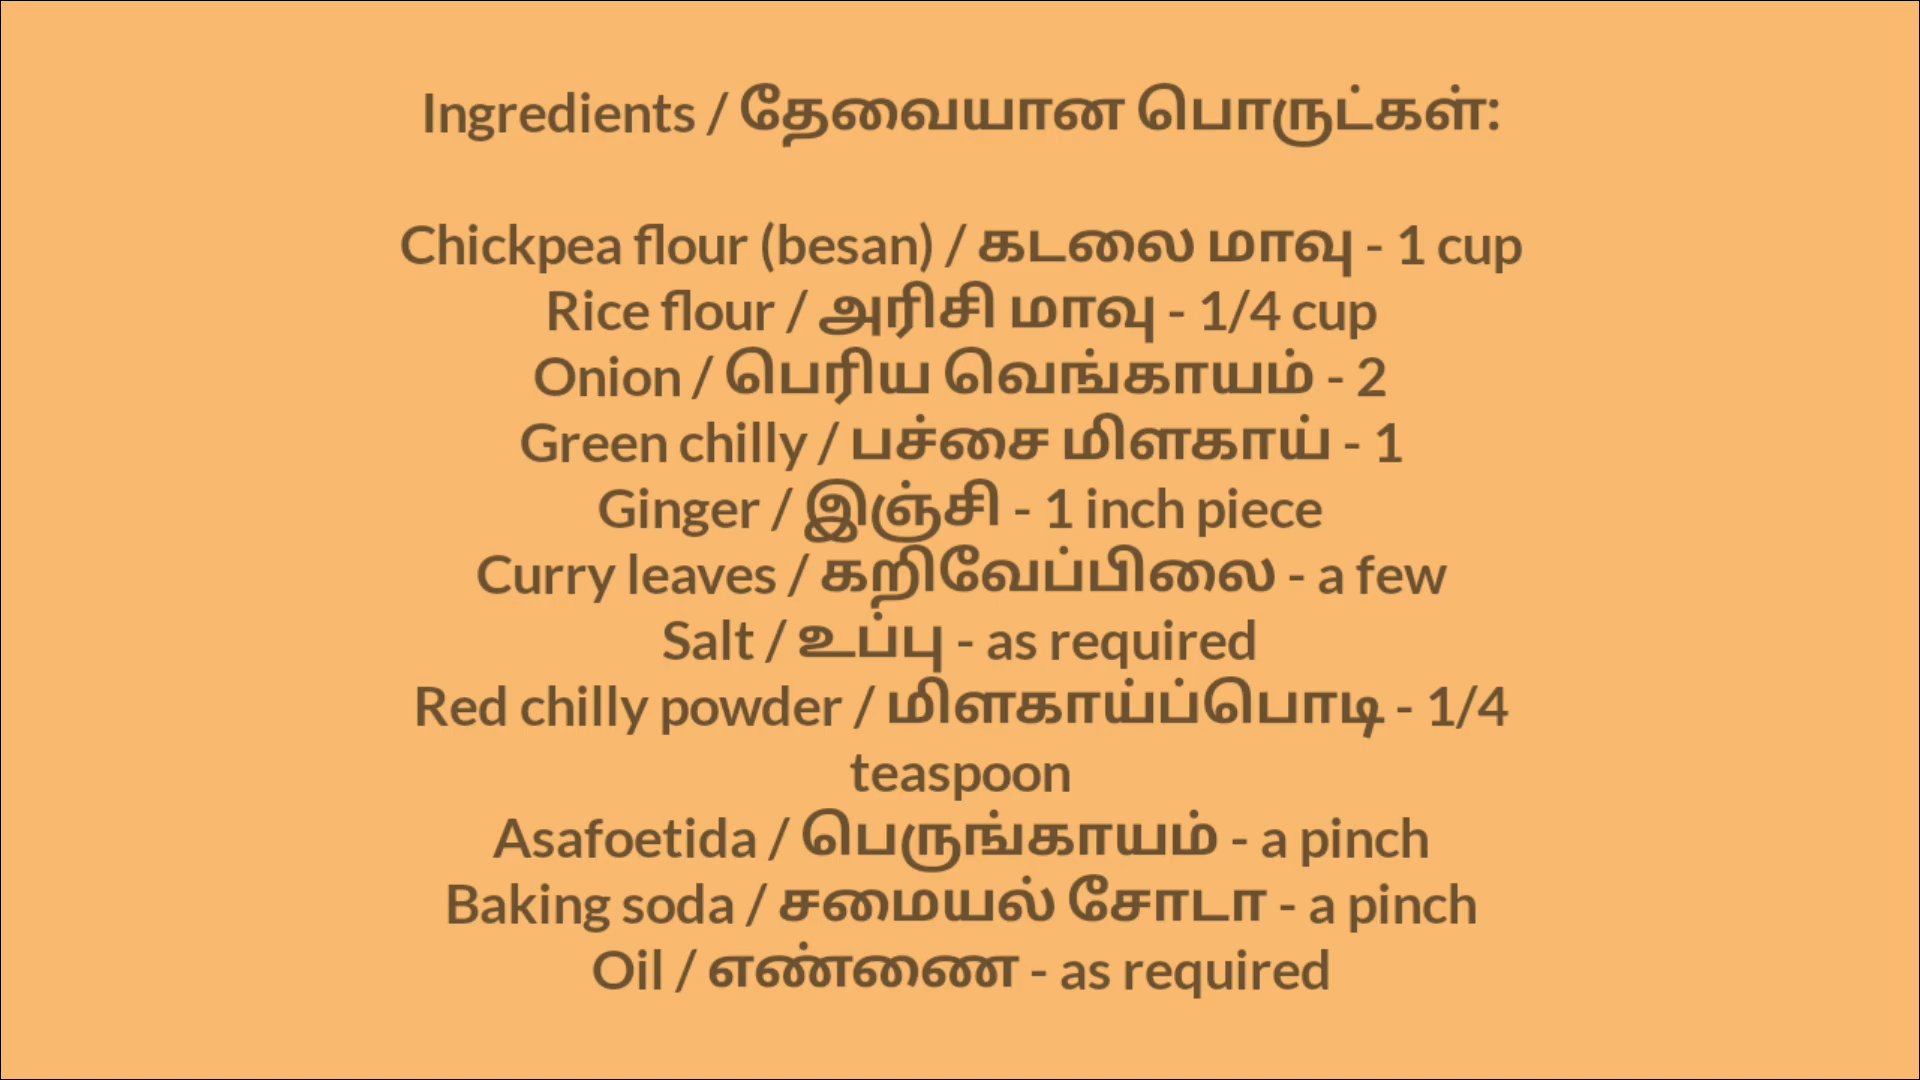 Ingredients / தேவையான பொருட்கள்:
Chickpea flour (besan) / கடலை மாவு - 1 cup
Rice flour / அரிசி மாவு - 1/4 cup
Onion / பெரிய வெங்காயம் - 2
Green chilly / பச்சை மிளகாய் - 1
Ginger / இஞ்சி - 1 inch piece
Curry leaves / கறிவேப்பிலை - a few
Salt / உப்பு - as required
Red chilly powder / மிளகாய்ப்பொடி - 1/4
teaspoon
Asafoetida / பெருங்காயம் - a pinch
Baking soda / சமையல் சோடா - a pinch
Oil / எண்ணை - as required